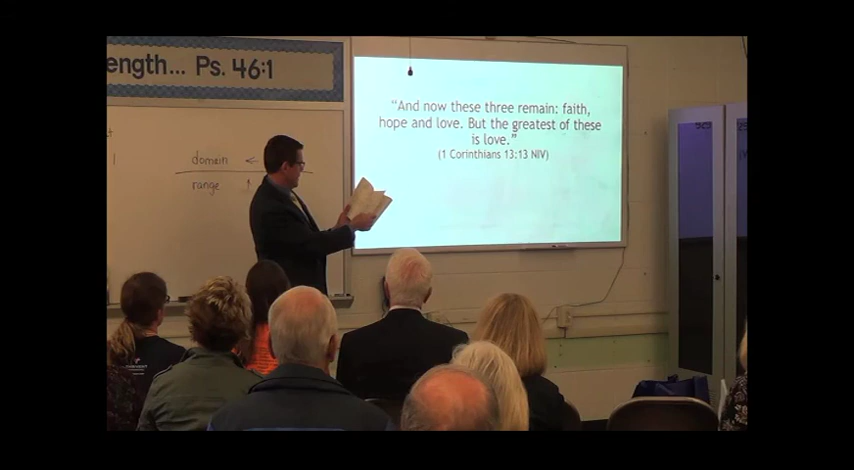 ength... Ps. 46:1
"And now these three remain: faith,
hope and love. But the greatest of these
is love."
(1 Corinthians 13:13 NIV)
domain
range